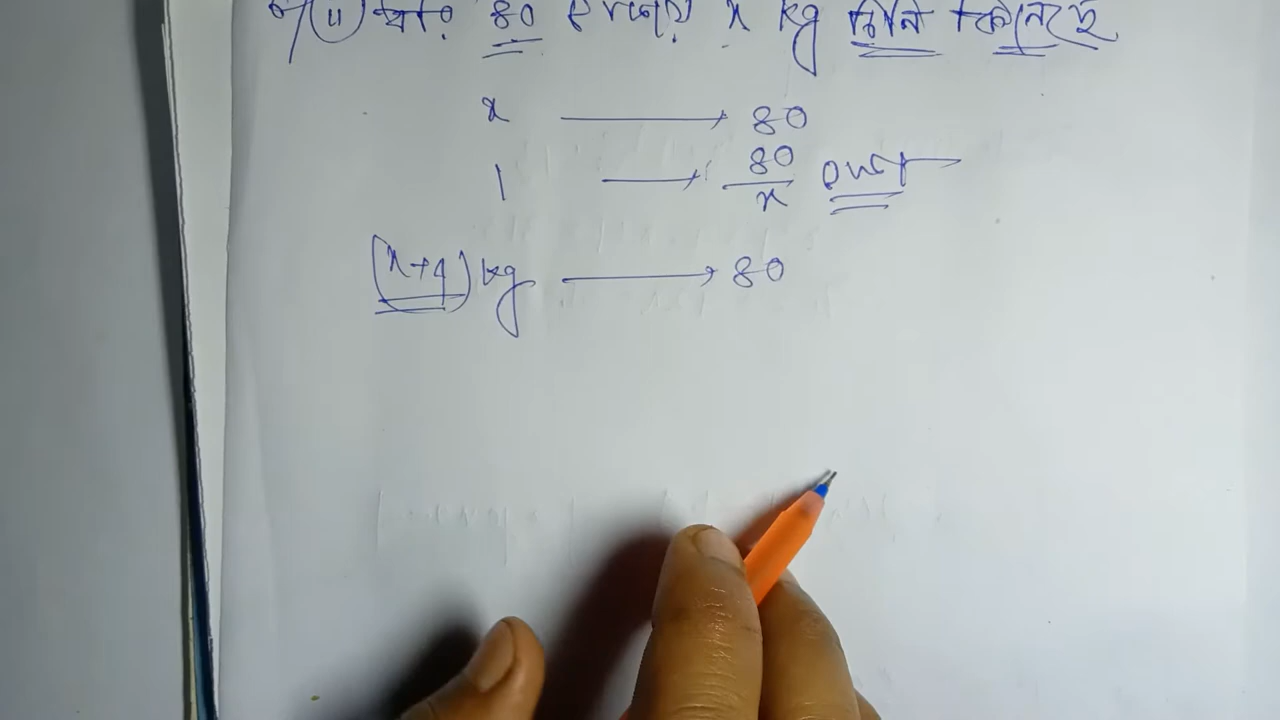 (ii) ধরি 80 টাকায় x kg চিনি কিনেছে
x ⟶ 80
1 ⟶ 80/x
(x+4) kg ⟶ 80